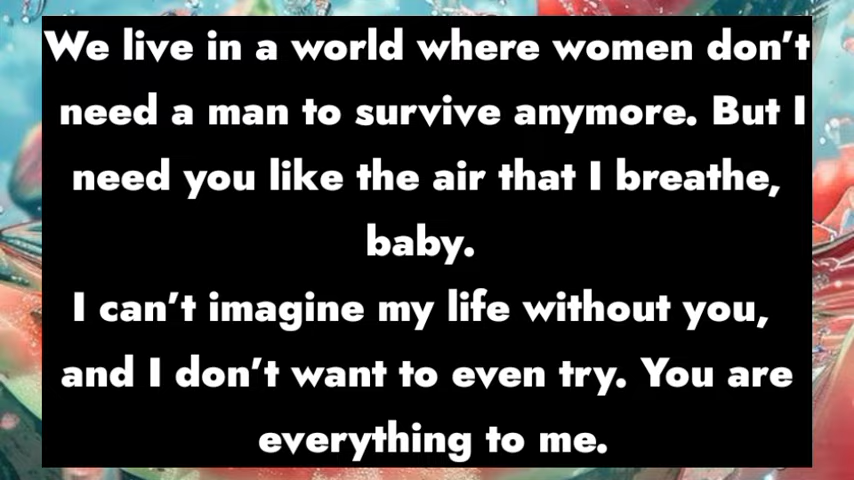 We live in a world where women don’t
need a man to survive anymore. But I
need you like the air that I breathe,
baby.
I can’t imagine my life without you,
and I don’t want to even try. You are
everything to me.